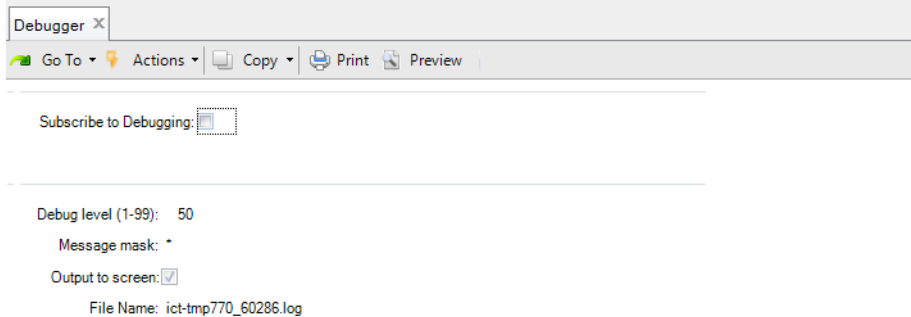 Debugger
Go To Actions Copy Print Preview
Subscribe to Debugging:
Debug level (1-99): 50
Message mask: *
Output to screen:
File Name: ict-tmp770_60286.log